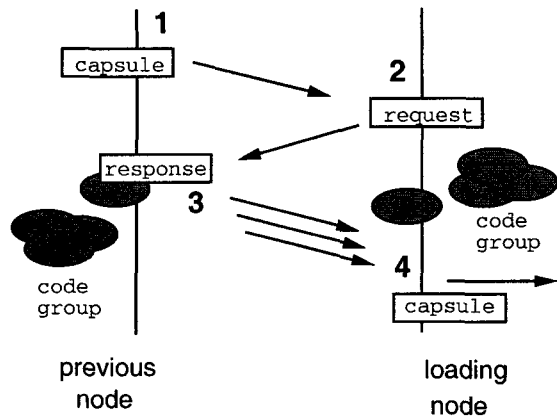 1
capsule
2
request
response
3
code
group
code
group
4
capsule
previous
node
loading
node